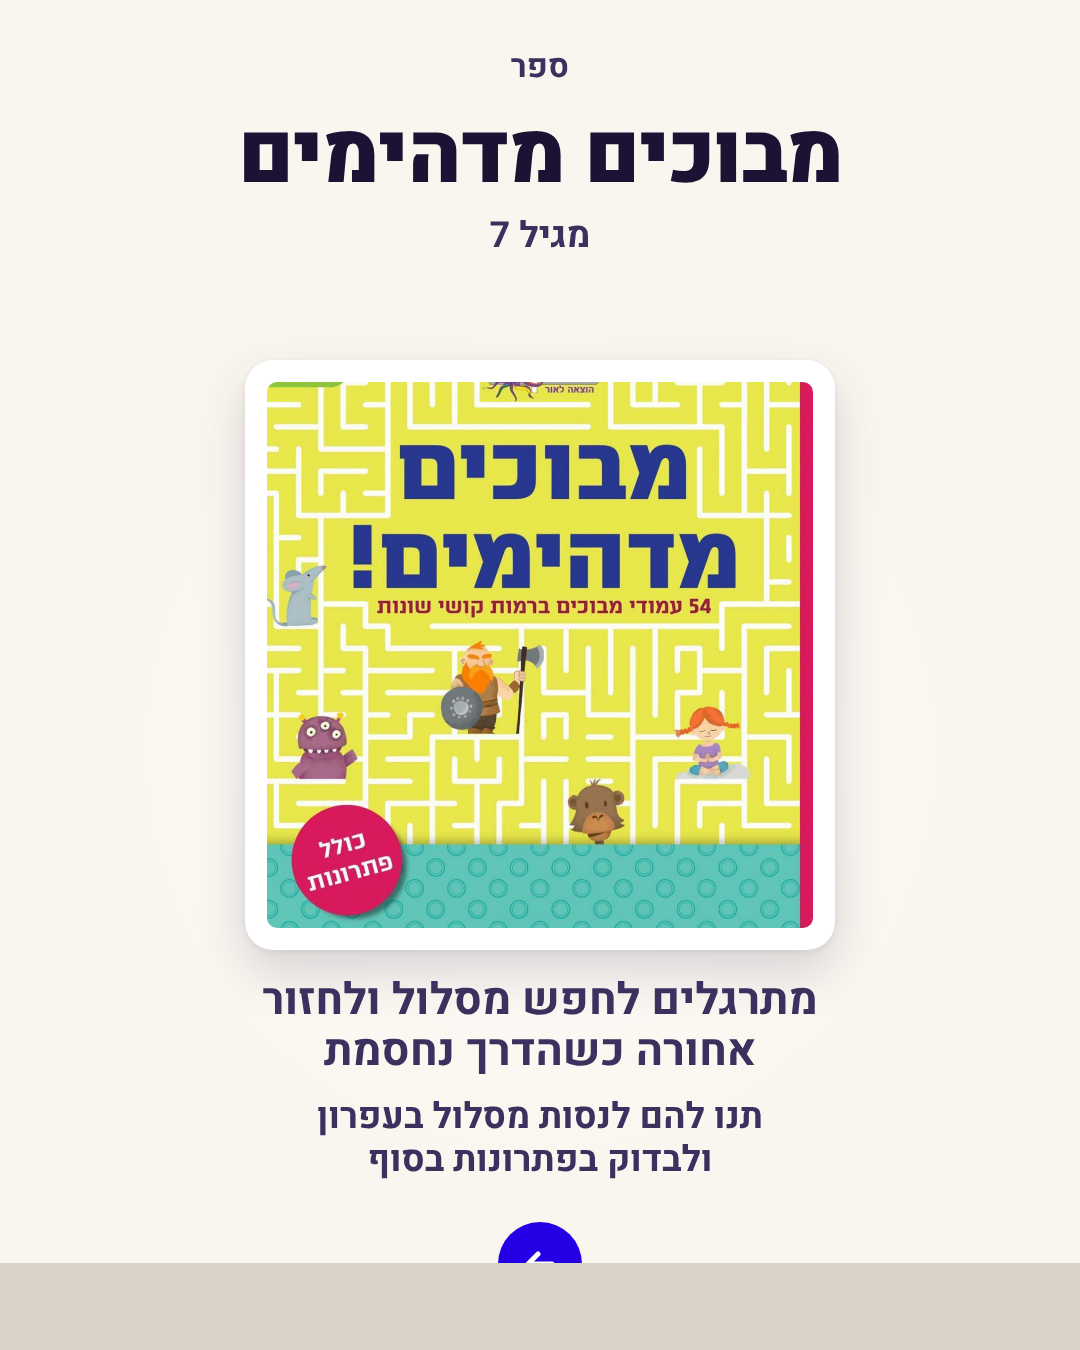 ספר
מבוכים מדהימים
מגיל 7
הוצאה לאור
מבוכים
מדהימים!
54 עמודי מבוכים ברמות קושי שונות
כולל
פתרונות
מתרגלים לחפש מסלול ולחזור
אחורה כשהדרך נחסמת
תנו להם לנסות מסלול בעפרון
ולבדוק בפתרונות בסוף